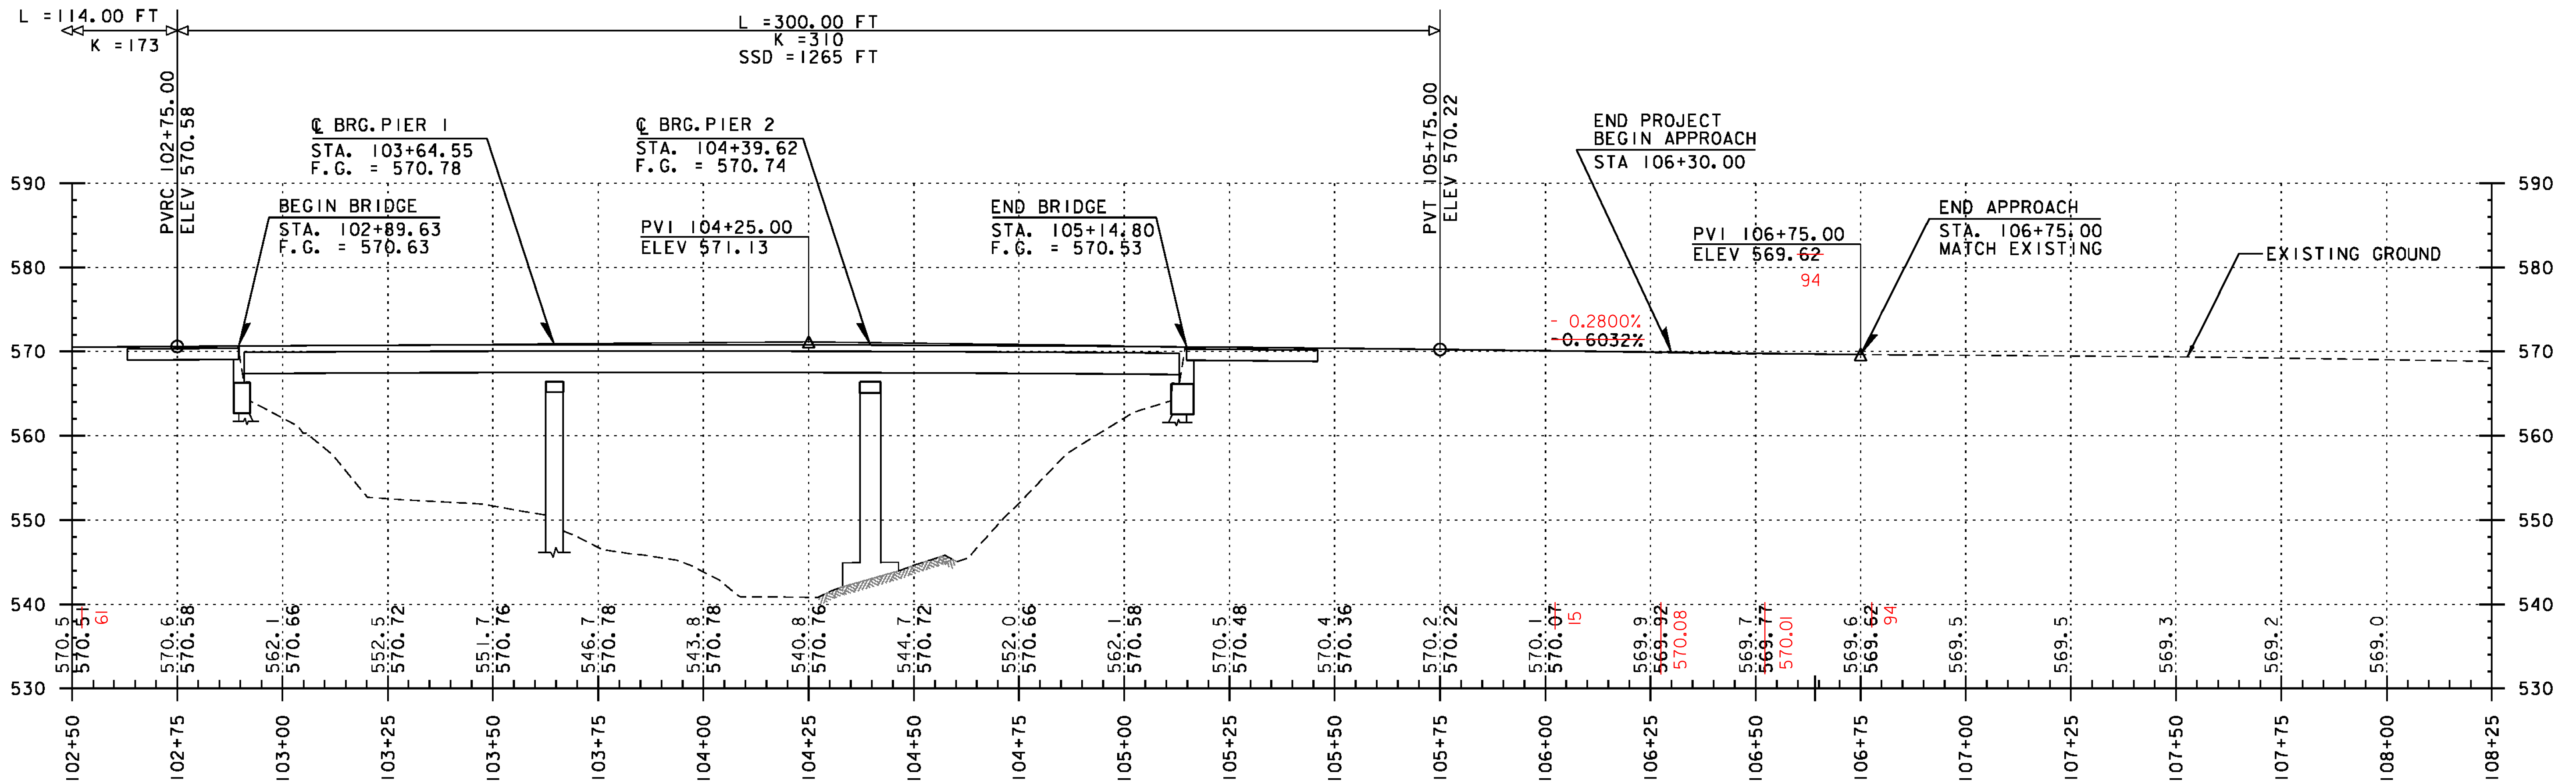 L =114.00 FT
K =173
L =300.00 FT
K =310
SSD =1265 FT
PVRC 102+75.00
ELEV 570.58
PVT 105+75.00
ELEV 570.22
℄ BRG.PIER 1
STA. 103+64.55
F.G. = 570.78
℄ BRG.PIER 2
STA. 104+39.62
F.G. = 570.74
END PROJECT
BEGIN APPROACH
STA 106+30.00
BEGIN BRIDGE
STA. 102+89.63
F.G. = 570.63
PVI 104+25.00
ELEV 571.13
END BRIDGE
STA. 105+14.80
F.G. = 570.53
PVI 106+75.00
ELEV 569.62
94
END APPROACH
STA. 106+75.00
MATCH EXISTING
EXISTING GROUND
- 0.2800%
-0.6032%
590 590
580 580
570 570
560 560
550 550
540 540
530 530
570.5
570.51
61
570.6
570.58
562.1
570.66
552.5
570.72
551.7
570.76
546.7
570.78
543.8
570.78
540.8
570.76
544.7
570.72
552.0
570.66
562.1
570.58
570.5
570.48
570.4
570.36
570.2
570.22
570.1
570.07
15
569.9
569.92
570.08
569.7
569.77
570.01
569.6
569.62
94
569.5
569.5
569.3
569.2
569.0
102+50
102+75
103+00
103+25
103+50
103+75
104+00
104+25
104+50
104+75
105+00
105+25
105+50
105+75
106+00
106+25
106+50
106+75
107+00
107+25
107+50
107+75
108+00
108+25